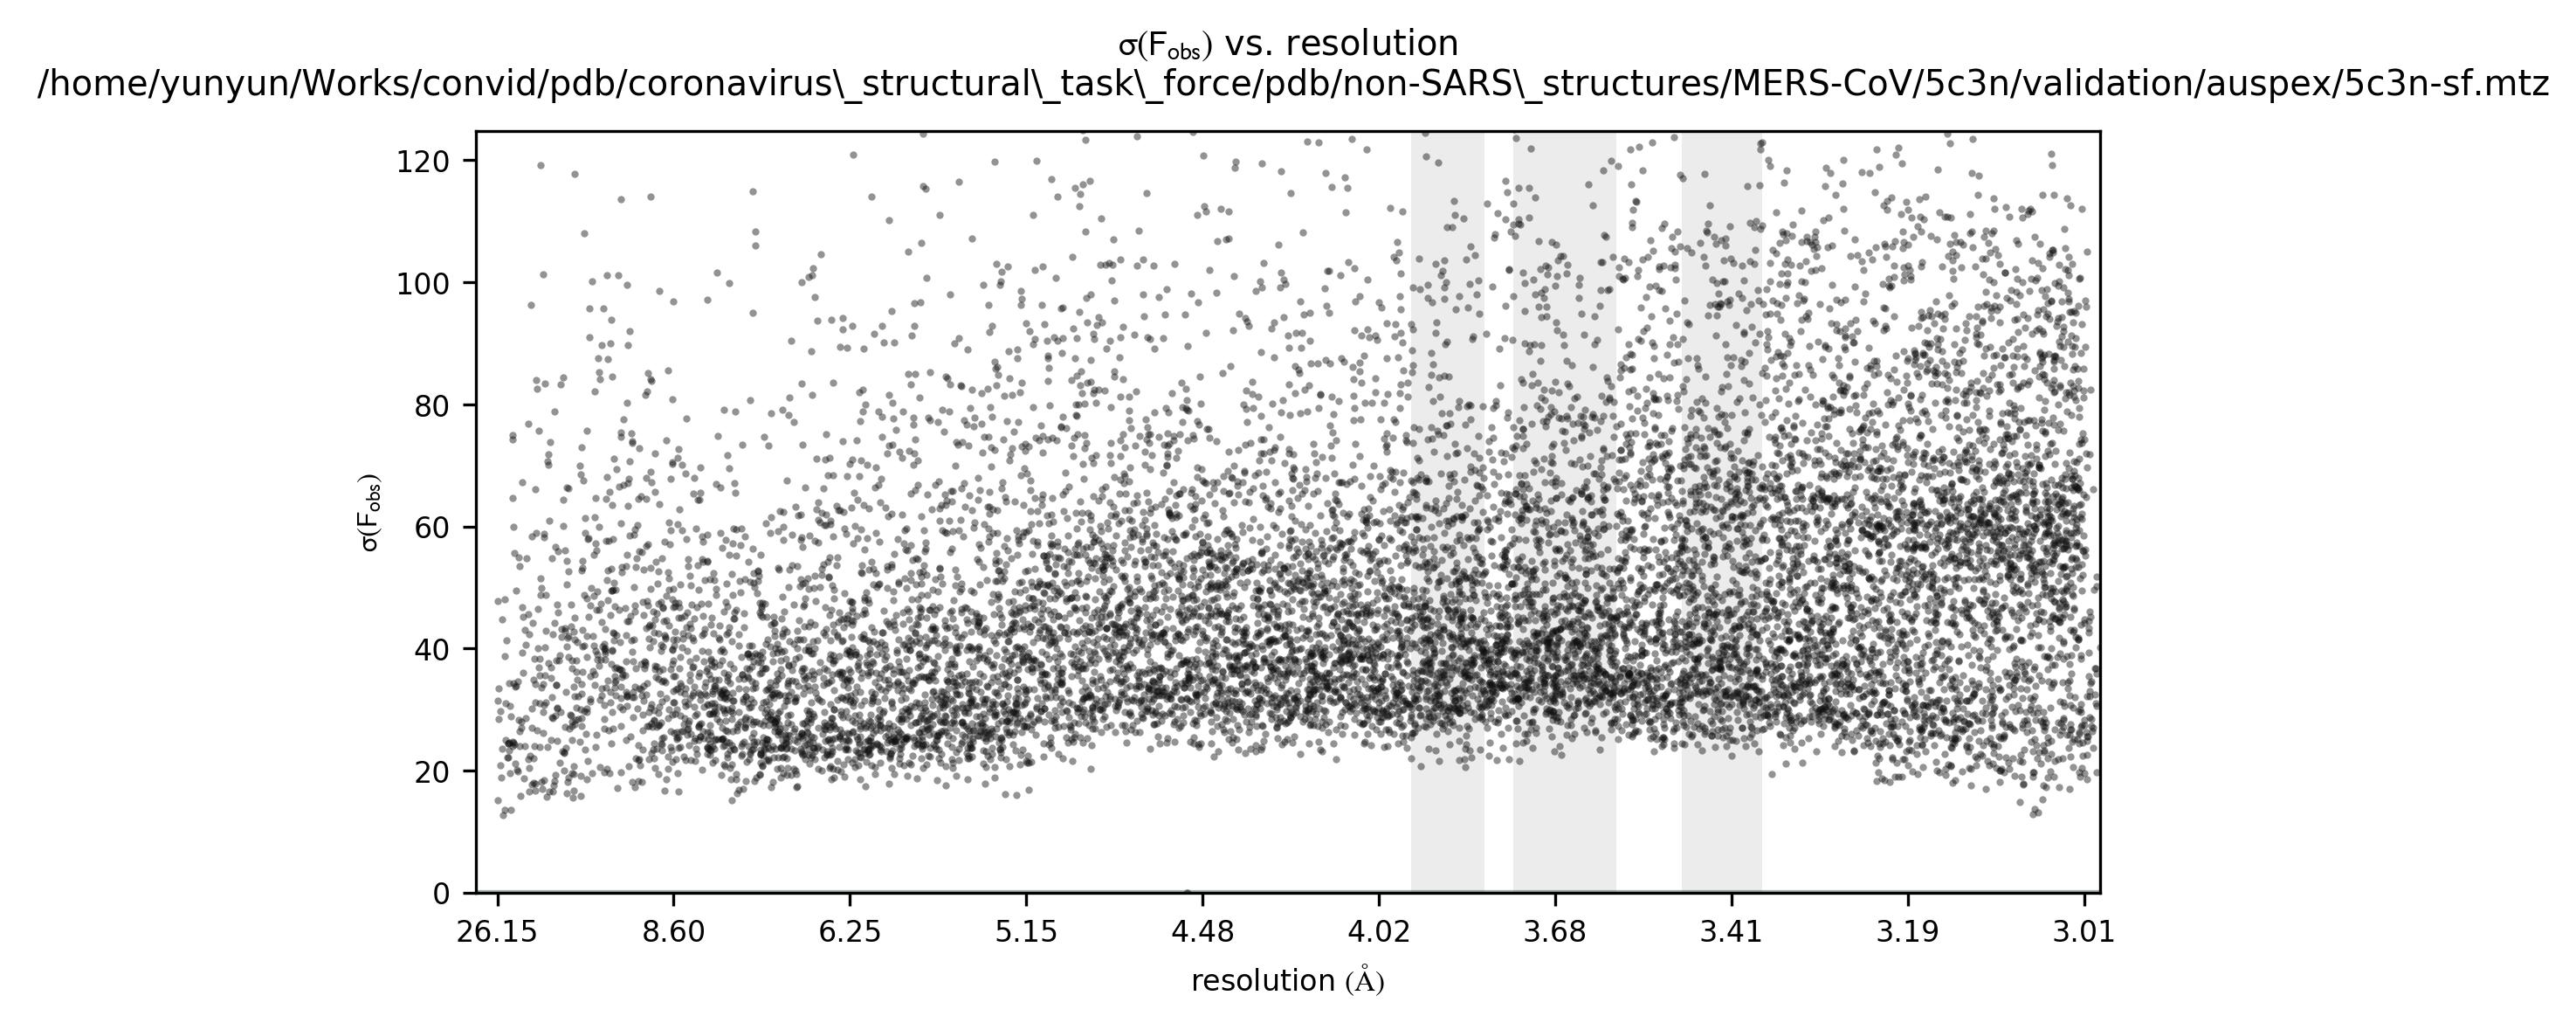 σ(Fobs) vs. resolution
/home/yunyun/Works/convid/pdb/coronavirus\_structural\_task\_force/pdb/non-SARS\_structures/MERS-CoV/5c3n/validation/auspex/5c3n-sf.mtz
120
100
80
60
40
20
0
σ(Fobs)
26.15 8.60 6.25 5.15 4.48 4.02 3.68 3.41 3.19 3.01
resolution (Å)